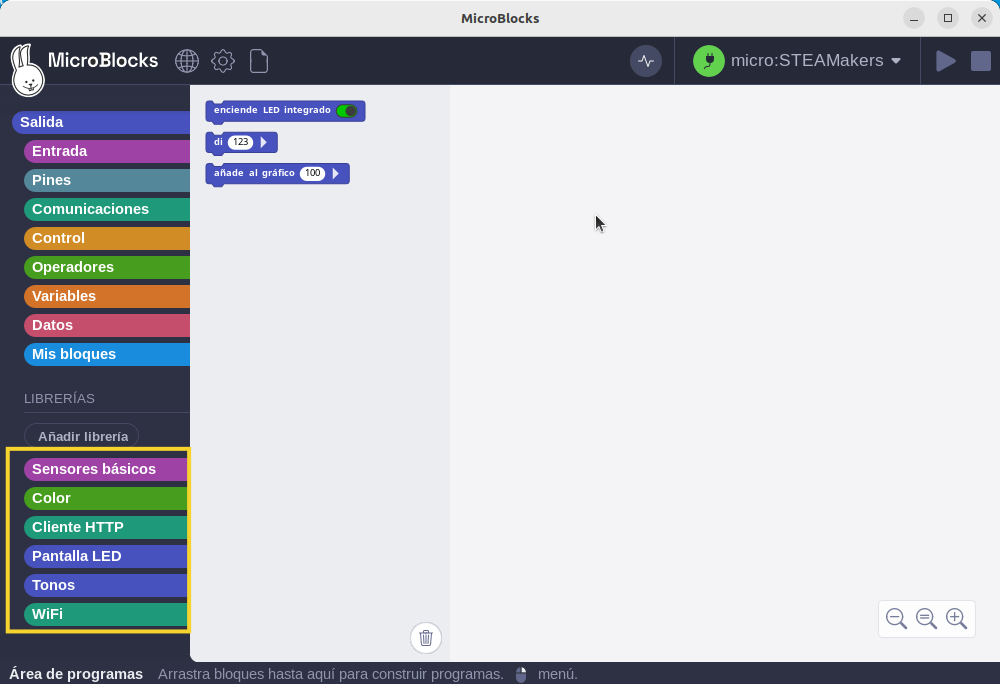 MicroBlocks
MicroBlocks
micro:STEAMakers
Salida
Entrada
Pines
Comunicaciones
Control
Operadores
Variables
Datos
Mis bloques
LIBRERÍAS
Añadir librería
Sensores básicos
Color
Cliente HTTP
Pantalla LED
Tonos
WiFi
enciende LED integrado
di 123
añade al gráfico 100
Área de programas Arrastra bloques hasta aquí para construir programas. menú.